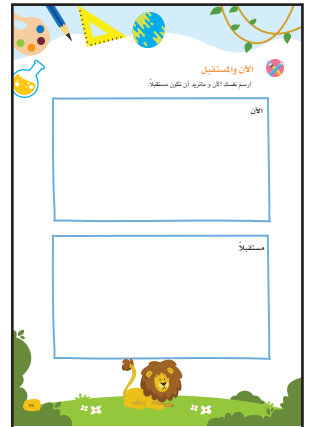 الآن والمستقبل
ارسم نفسك الآن و ماتريد أن تكون مستقبلاً.
الآن
مستقبلاً